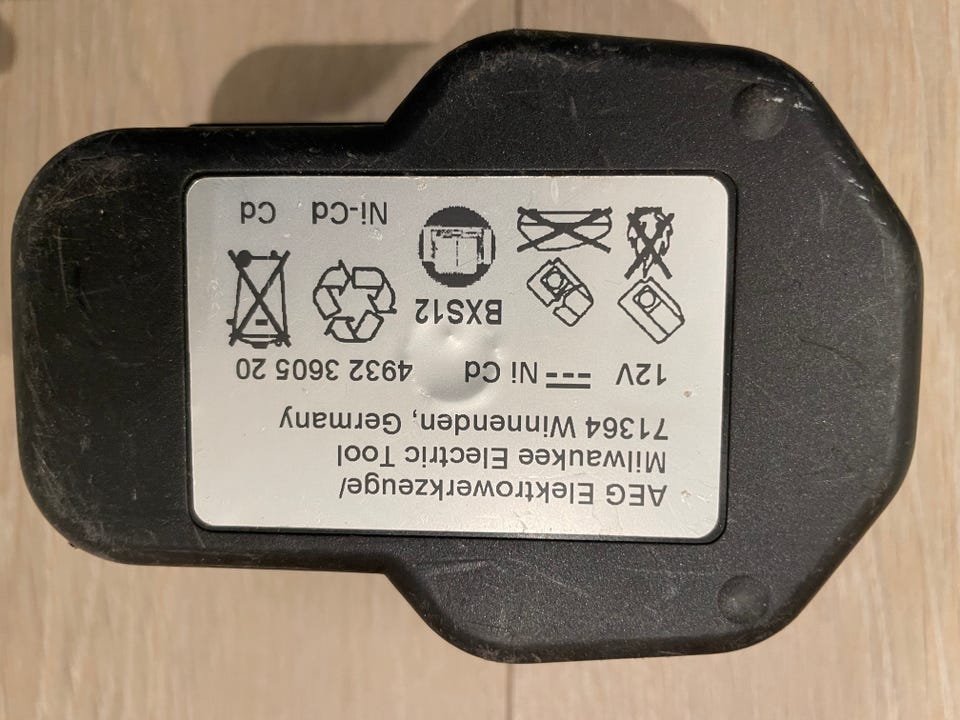 AEG Elektrowerkzeuge/
Milwaukee Electric Tool
71364 Winnenden, Germany
12V Ni Cd 4932 3605 20
BXS12
Ni-Cd Cd